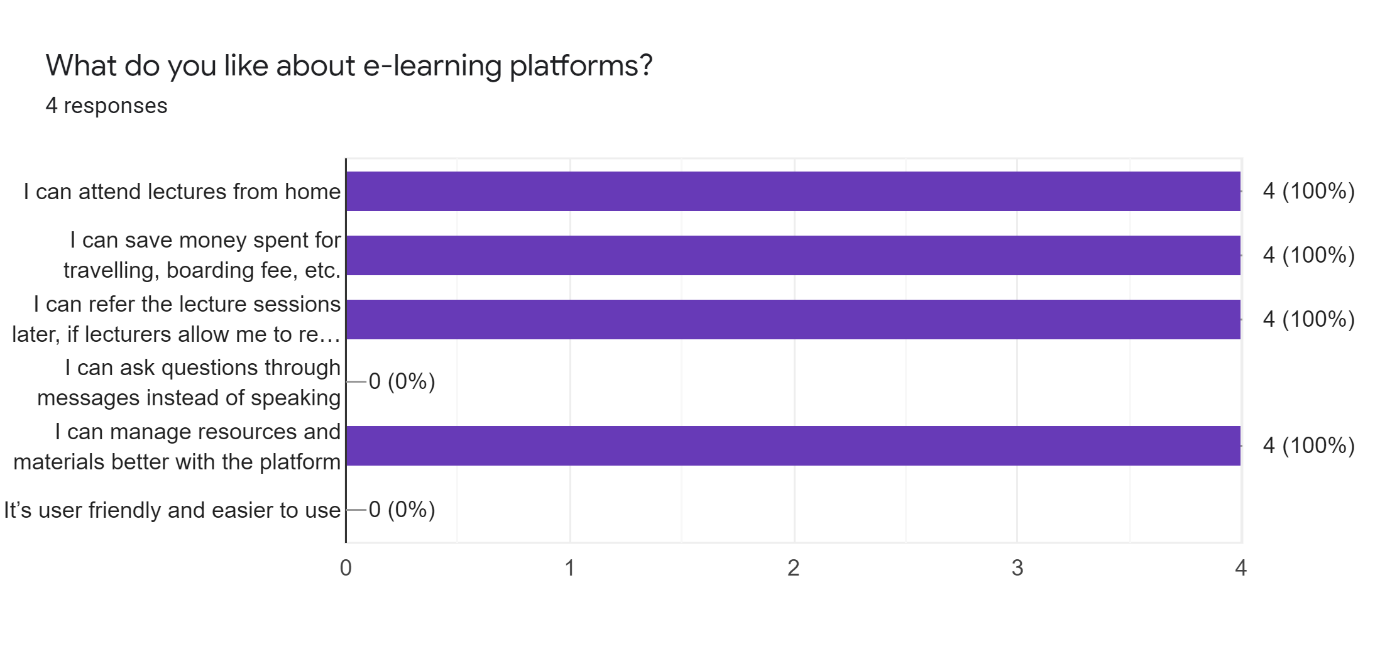 What do you like about e-learning platforms?
4 responses
I can attend lectures from home
4 (100%)
I can save money spent for
travelling, boarding fee, etc.
4 (100%)
I can refer the lecture sessions
later, if lecturers allow me to re…
4 (100%)
I can ask questions through
messages instead of speaking
0 (0%)
I can manage resources and
materials better with the platform
4 (100%)
It’s user friendly and easier to use
0 (0%)
0 1 2 3 4